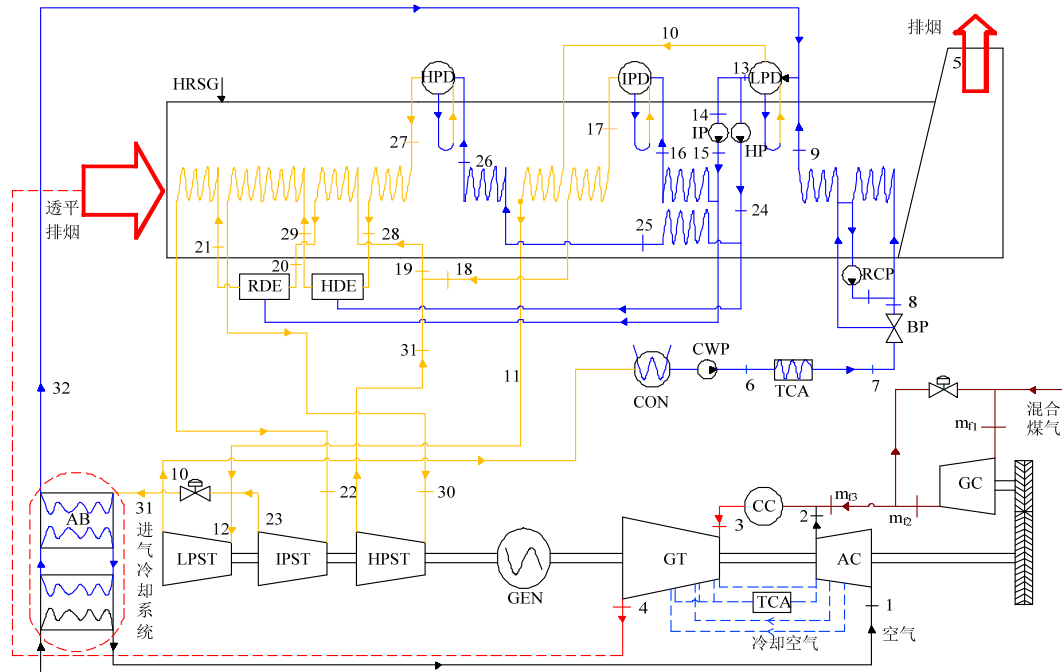 排烟
5
10
HRSG
HPD
IPD
13
LPD
14
IP
HP
27
17
26
16
15
9
透平
排烟
24
21
29
28
25
20
19
18
RDE
HDE
RCP
8
BP
31
11
CWP
32
CON
6
TCA
7
混合
煤气
mf1
GC
10
31
AB
进气冷却系统
12
23
22
30
CC
mf3
mf2
3
2
LPST
IPST
HPST
GEN
GT
AC
4
TCA
1
冷却空气
空气